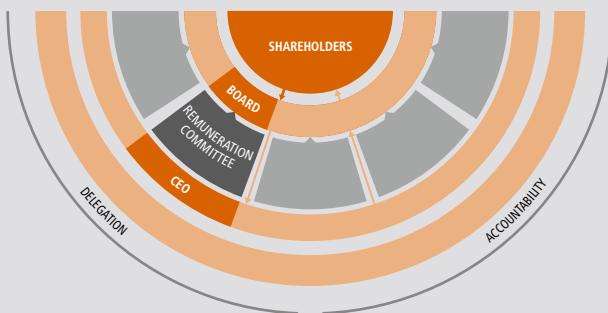 SHAREHOLDERS
BOARD
REMUNERATION
COMMITTEE
CEO
DELEGATION
ACCOUNTABILITY